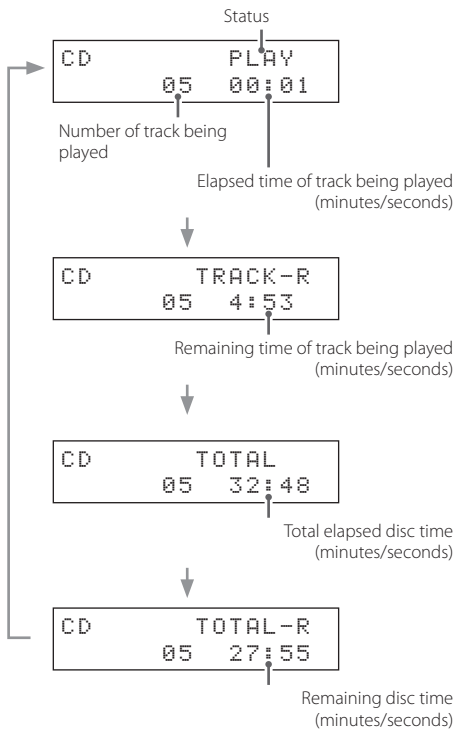 Status
CD PLAY
05 00:01
Number of track being
played
Elapsed time of track being played
(minutes/seconds)
CD TRACK-R
05 4:53
Remaining time of track being played
(minutes/seconds)
CD TOTAL
05 32:48
Total elapsed disc time
(minutes/seconds)
CD TOTAL-R
05 27:55
Remaining disc time
(minutes/seconds)